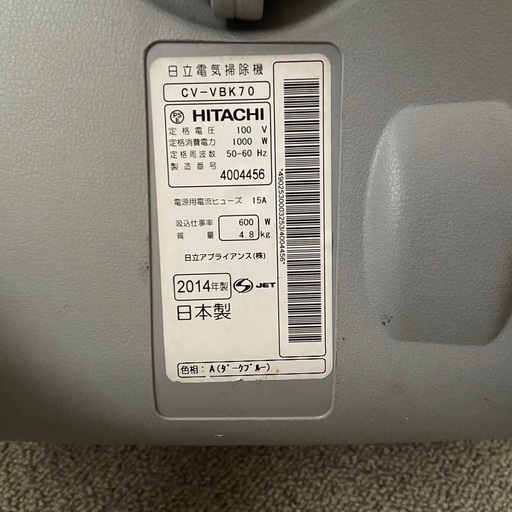 日立電気掃除機
CV-VBK70
PSE HITACHI
定格電圧 100 V
定格消費電力 1000 W
定格周波数 50-60 Hz
製造番号 4004456
電源用電流ヒューズ 15A
吸込仕事率 600 W
質量 4.8 kg
日立アプライアンス(株)
2014年製 JET
日本製
色相: A(ﾀﾞｰｸﾌﾞﾙｰ)